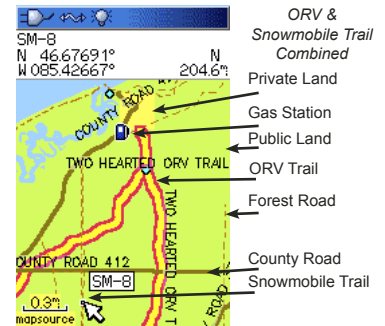 ORV &
Snowmobile Trail
Combined
SM-8
N 46.67691° N
W 085.42667° 204.6m
Private Land
COUNTY ROAD
Gas Station
Public Land
TWO HEARTED ORV TRAIL
ORV Trail
TWO HEARTED ORV T
Forest Road
County Road
OUNTY ROAD 412
ROAD
SM-8
Snowmobile Trail
0.3m
mapsource